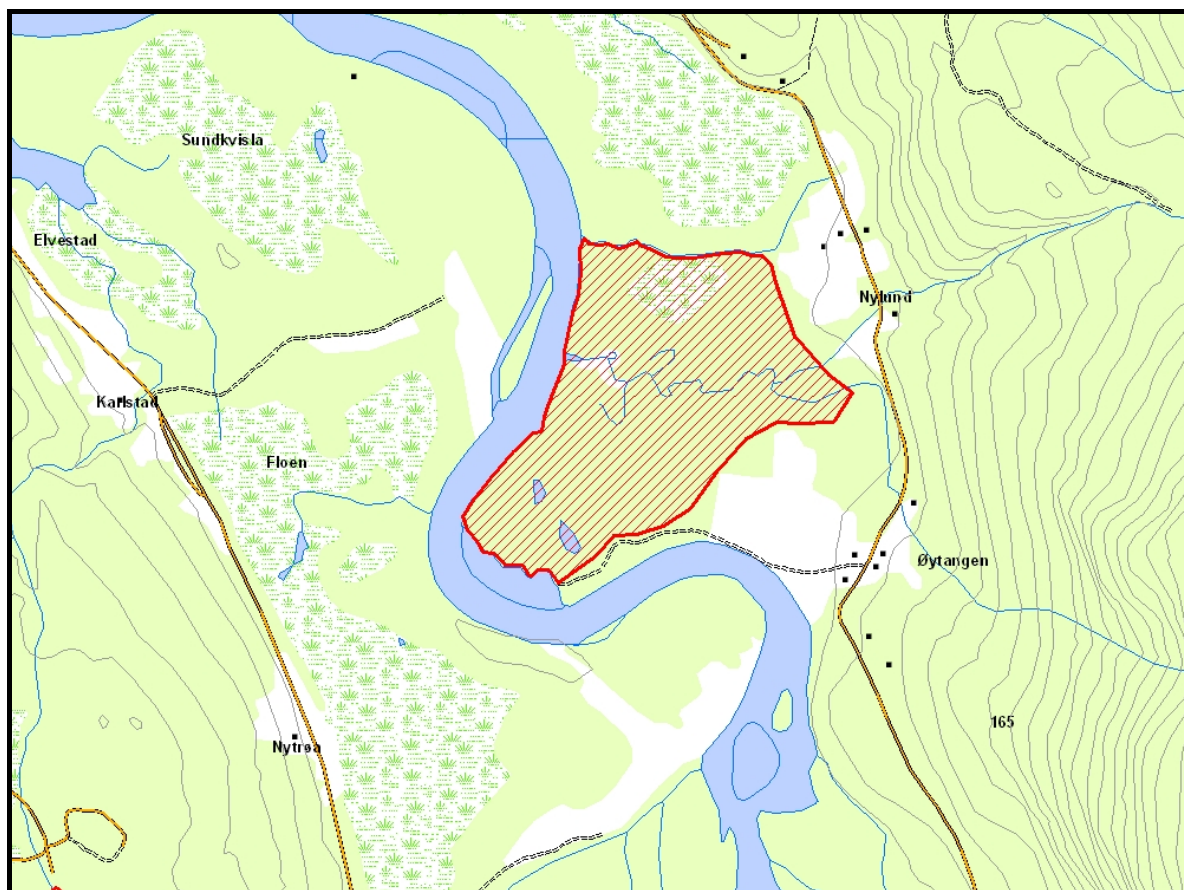 Sundkvisla
Elvestad
Nylund
Karlstad
Floen
Øytangen
165
Nytrøa